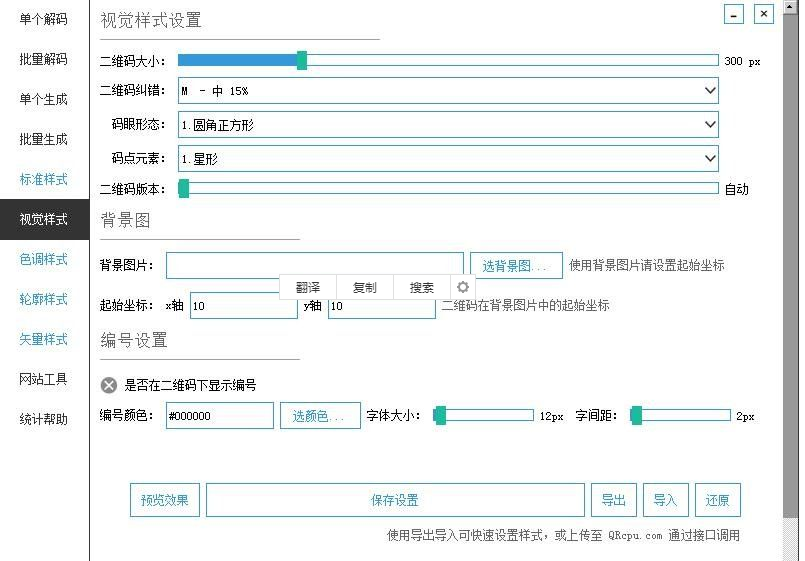 单个解码
批量解码
单个生成
批量生成
标准样式
视觉样式
色调样式
轮廓样式
矢量样式
网站工具
统计帮助
视觉样式设置
二维码大小： 300 px
二维码纠错： M - 中 15%
码眼形态： 1.圆角正方形
码点元素： 1.星形
二维码版本： 自动
背景图
背景图片： 选背景图... 使用背景图片请设置起始坐标
翻译 复制 搜索
起始坐标： x轴 10 y轴 10 二维码在背景图片中的起始坐标
编号设置
是否在二维码下显示编号
编号颜色： #000000 选颜色... 字体大小： 12px 字间距： 2px
预览效果 保存设置 导出 导入 还原
使用导出导入可快速设置样式，或上传至 QRcpu.com 通过接口调用